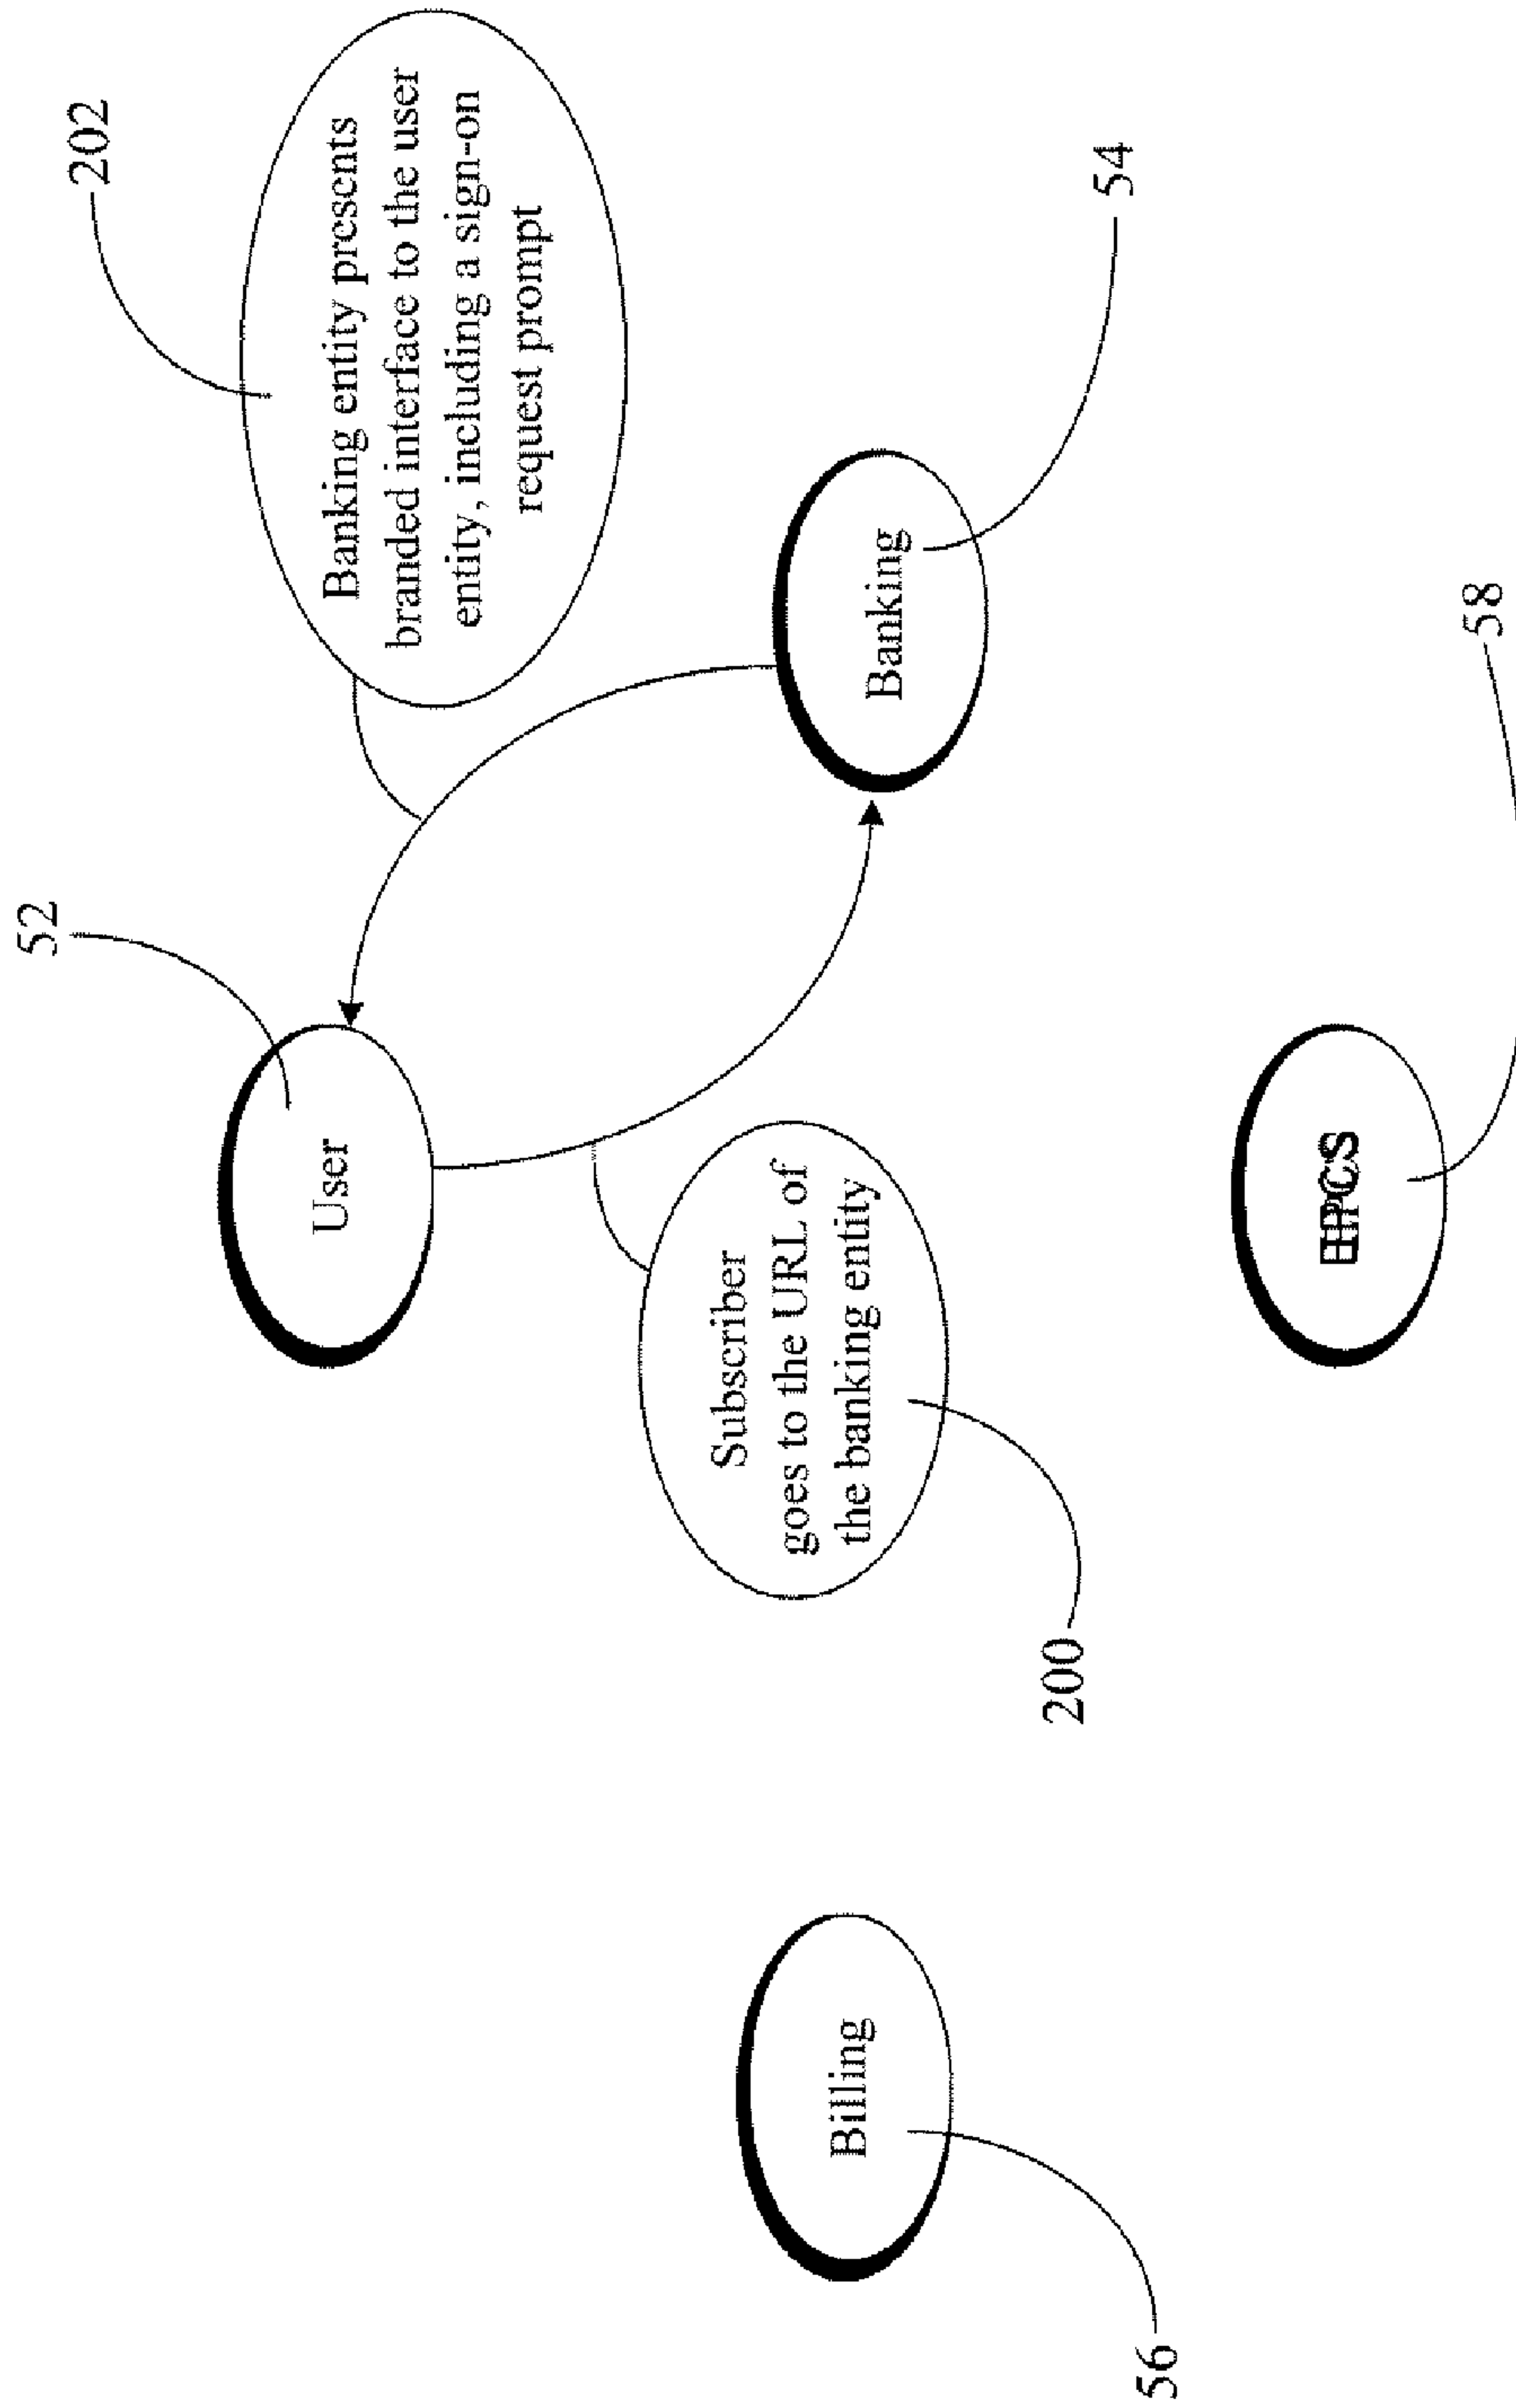 52
202
User
Banking entity presents
branded interface to the user
entity, including a sign-on
request prompt
Subscriber
goes to the URL of
the banking entity
Billing
Banking
200
54
56
58